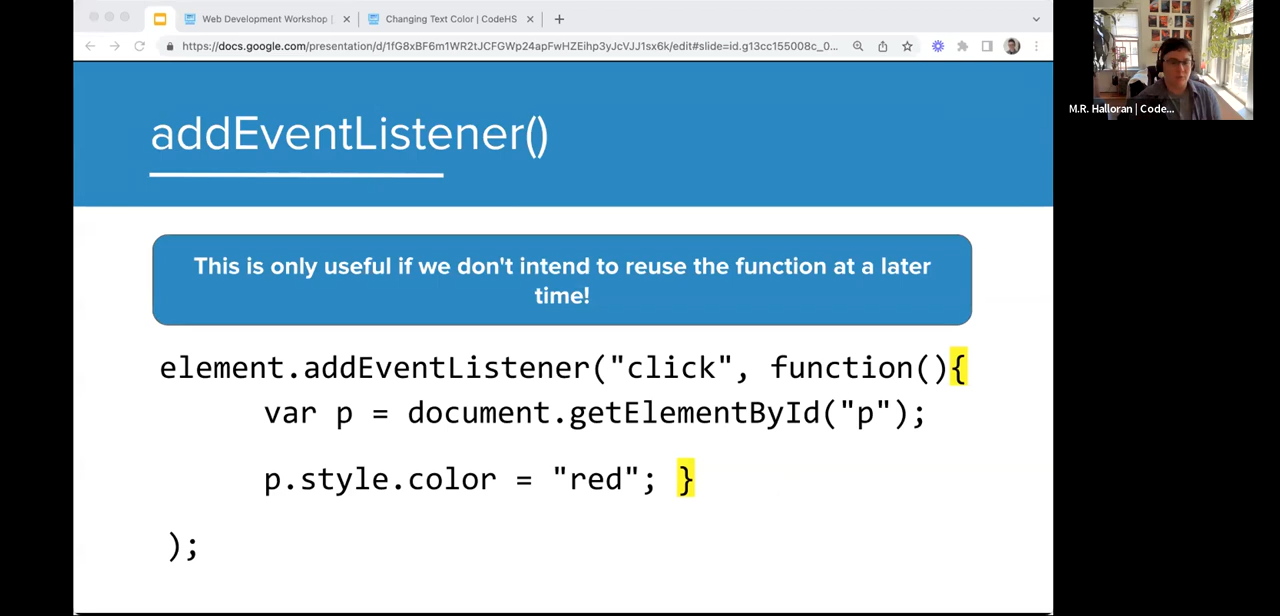 Web Development Workshop |
Changing Text Color | CodeHS
https://docs.google.com/presentation/d/1fG8xBF6m1WR2tJCFGWp24apFwHZEihp3yJcVJJ1sx6k/edit#slide=id.g13cc155008c_0...
M.R. Halloran | Code...
addEventListener()
This is only useful if we don't intend to reuse the function at a later
time!
element.addEventListener("click", function(){
var p = document.getElementById("p");
p.style.color = "red"; }
);